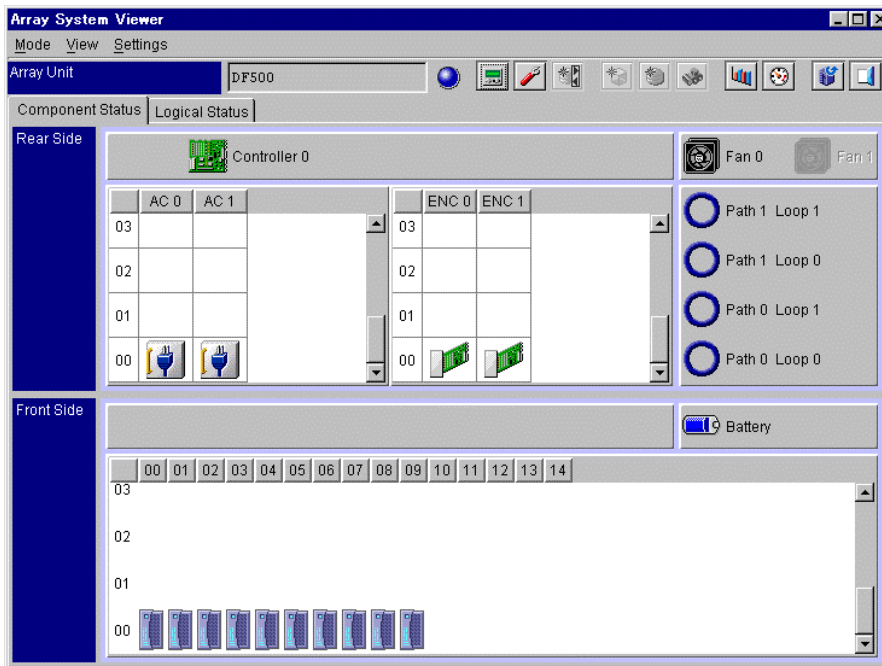 Array System Viewer
Mode View Settings
Array Unit DF500
Component Status Logical Status
Rear Side Controller 0 Fan 0 Fan 1
AC 0 AC 1 ENC 0 ENC 1
03 03 Path 1 Loop 1
02 02 Path 1 Loop 0
01 01 Path 0 Loop 1
00 00 Path 0 Loop 0
Front Side Battery
00 01 02 03 04 05 06 07 08 09 10 11 12 13 14
03
02
01
00